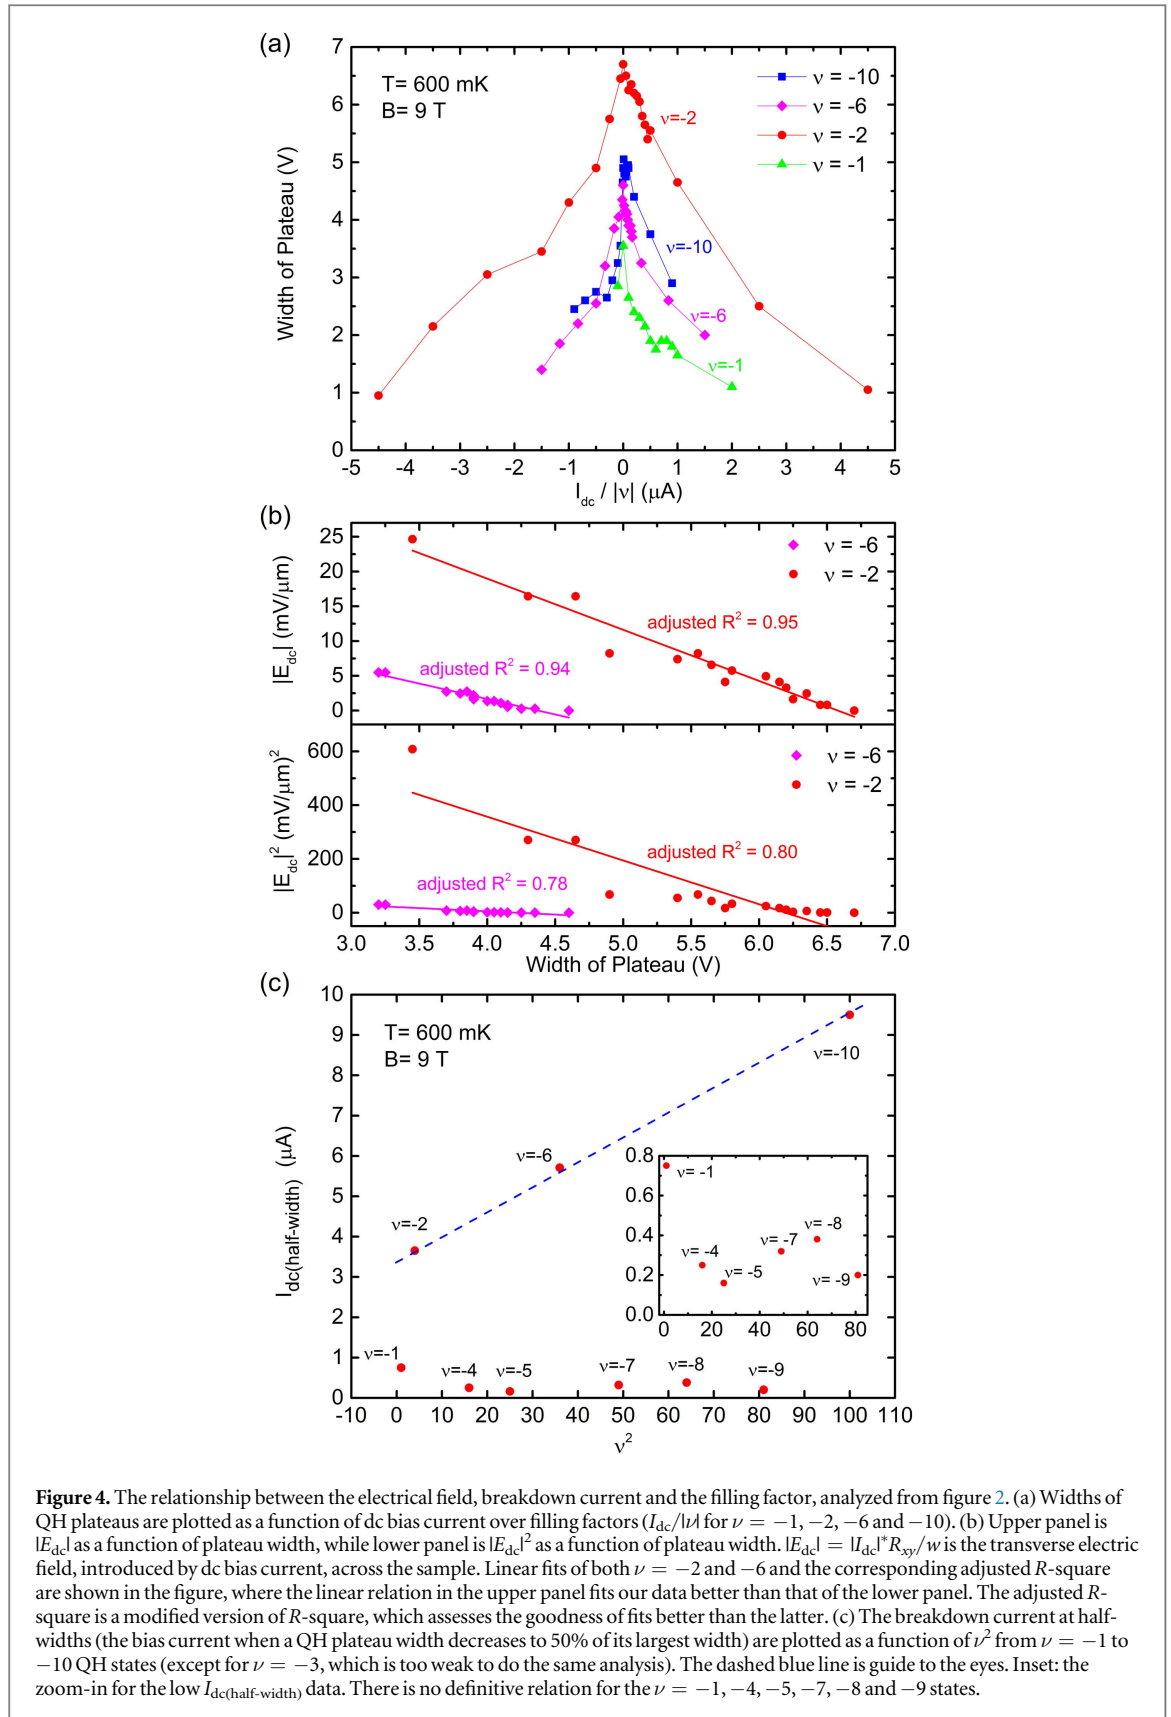 (a)
7
6
5
4
3
2
1
0
Width of Plateau (V)
T= 600 mK
B= 9 T
ν = -10
ν = -6
ν = -2
ν = -1
ν=-2
ν=-10
ν=-6
ν=-1
-5 -4 -3 -2 -1 0 1 2 3 4 5
I_dc / |ν| (μA)
(b)
25
20
15
10
5
0
|E_dc| (mV/μm)
ν = -6
ν = -2
adjusted R² = 0.95
adjusted R² = 0.94
600
400
200
0
|E_dc|² (mV/μm)²
ν = -6
ν = -2
adjusted R² = 0.80
adjusted R² = 0.78
3.0 3.5 4.0 4.5 5.0 5.5 6.0 6.5 7.0
Width of Plateau (V)
(c)
10
9
8
7
6
5
4
3
2
1
0
I_dc(half-width) (μA)
T= 600 mK
B= 9 T
ν=-10
ν=-6
ν=-2
ν=-1
ν=-4
ν=-5
ν=-7
ν=-8
ν=-9
0.8
0.6
0.4
0.2
0.0
ν= -1
ν= -4
ν= -5
ν= -7
ν= -8
ν= -9
0 20 40 60 80
-10 0 10 20 30 40 50 60 70 80 90 100 110
ν²
Figure 4. The relationship between the electrical field, breakdown current and the filling factor, analyzed from figure 2. (a) Widths of
QH plateaus are plotted as a function of dc bias current over filling factors (I_dc/|ν| for ν = −1, −2, −6 and −10). (b) Upper panel is
|E_dc| as a function of plateau width, while lower panel is |E_dc|² as a function of plateau width. |E_dc| = |I_dc|*R_xy/w is the transverse electric
field, introduced by dc bias current, across the sample. Linear fits of both ν = −2 and −6 and the corresponding adjusted R-square
are shown in the figure, where the linear relation in the upper panel fits our data better than that of the lower panel. The adjusted R-
square is a modified version of R-square, which assesses the goodness of fits better than the latter. (c) The breakdown current at half-
widths (the bias current when a QH plateau width decreases to 50% of its largest width) are plotted as a function of ν² from ν = −1 to
−10 QH states (except for ν = −3, which is too weak to do the same analysis). The dashed blue line is guide to the eyes. Inset: the
zoom-in for the low I_dc(half-width) data. There is no definitive relation for the ν = −1, −4, −5, −7, −8 and −9 states.